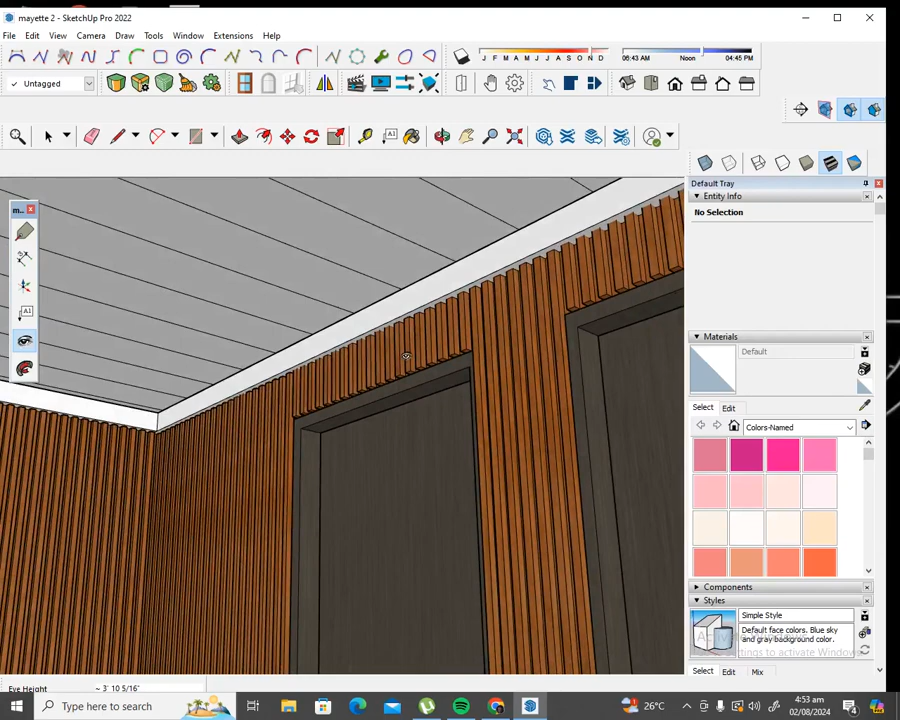 mayette 2 - SketchUp Pro 2022
File Edit View Camera Draw Tools Window Extensions Help
J F M A M J J A S O N D
06:43 AM Noon 04:45 PM
Untagged
Default Tray
Entity Info
No Selection
m...
A1
Materials
Default
Select Edit
Colors-Named
Components
Styles
Simple Style
Default face colors. Blue sky
and gray background color.
Select Edit Mix
Eye Height ~ 3' 10 5/16"
Type here to search
26°C
4:53 am
02/08/2024
4